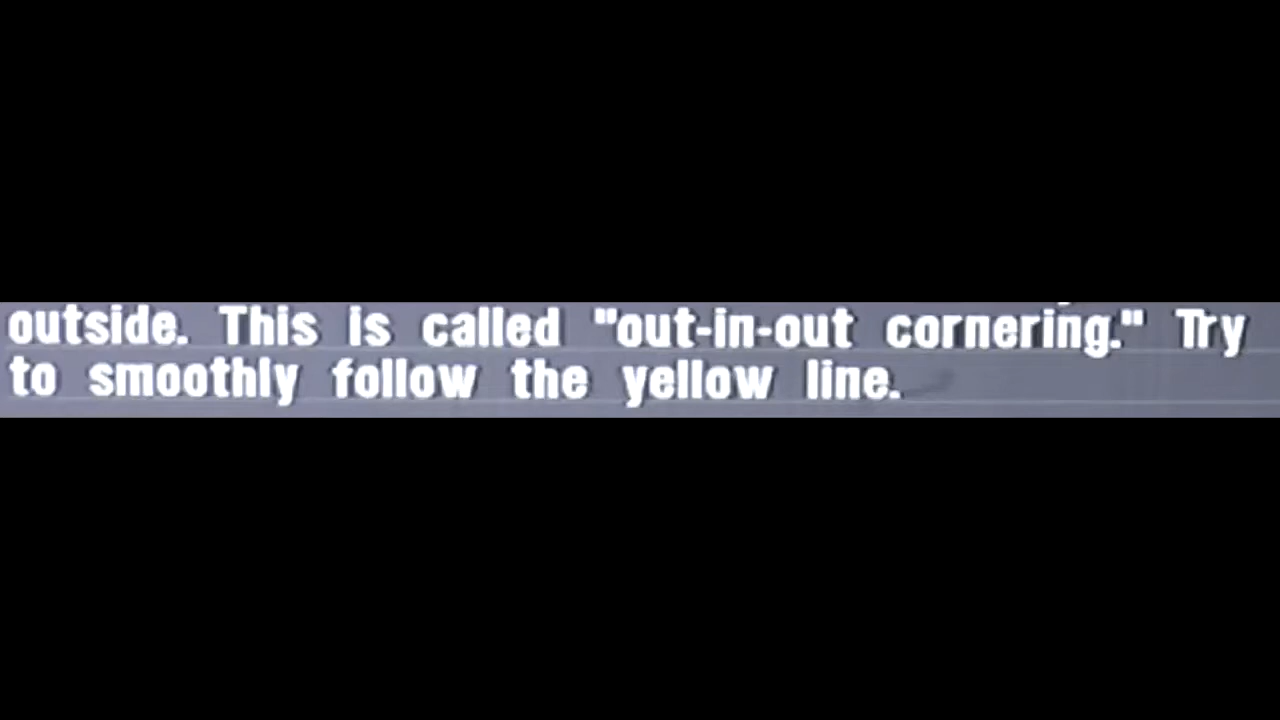 outside. This is called "out-in-out cornering." Try
to smoothly follow the yellow line.